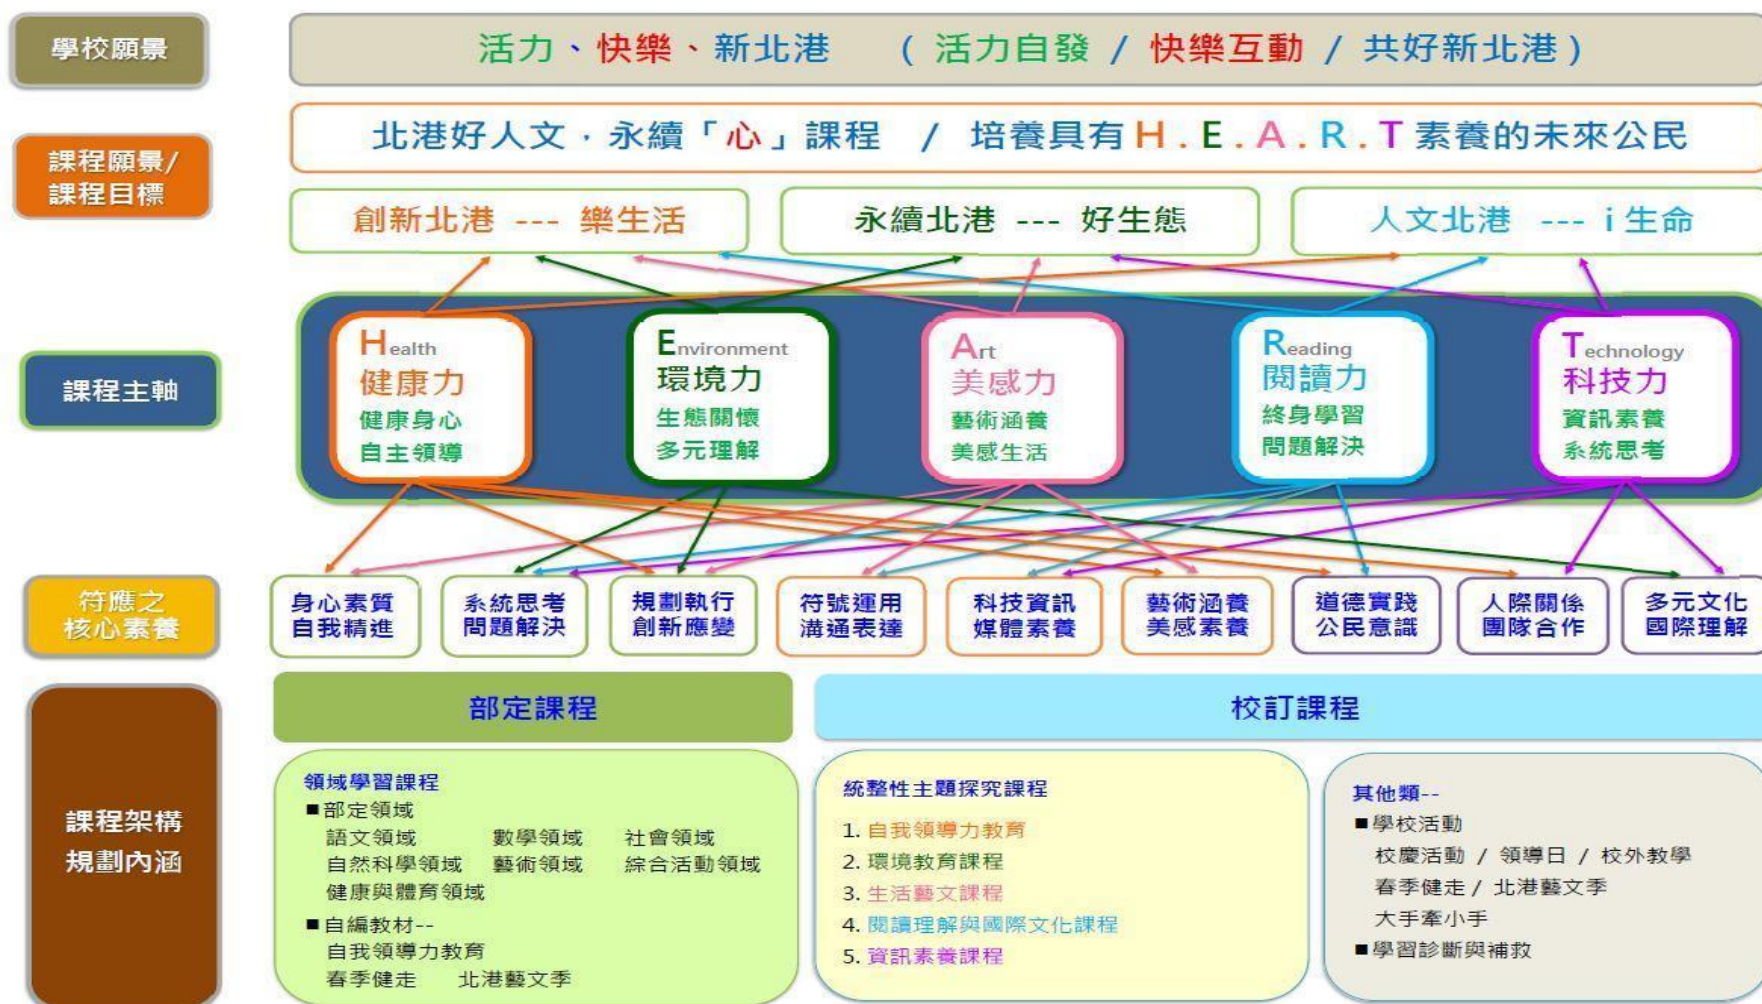 學校願景
活力、快樂、新北港 ( 活力自發 / 快樂互動 / 共好新北港 )
課程願景/
課程目標
北港好人文．永續「心」課程 / 培養具有 H . E . A . R . T 素養的未來公民
創新北港 --- 樂生活
永續北港 --- 好生態
人文北港 --- i 生命
課程主軸
Health
健康力
健康身心
自主領導
Environment
環境力
生態關懷
多元理解
Art
美感力
藝術涵養
美感生活
Reading
閱讀力
終身學習
問題解決
Technology
科技力
資訊素養
系統思考
符應之
核心素養
身心素質
自我精進
系統思考
問題解決
規劃執行
創新應變
符號運用
溝通表達
科技資訊
媒體素養
藝術涵養
美感素養
道德實踐
公民意識
人際關係
團隊合作
多元文化
國際理解
課程架構
規劃內涵
部定課程
校訂課程
領域學習課程
■部定領域
語文領域 數學領域 社會領域
自然科學領域 藝術領域 綜合活動領域
健康與體育領域
■自編教材--
自我領導力教育
春季健走 北港藝文季
統整性主題探究課程
1. 自我領導力教育
2. 環境教育課程
3. 生活藝文課程
4. 閱讀理解與國際文化課程
5. 資訊素養課程
其他類--
■學校活動
校慶活動 / 領導日 / 校外教學
春季健走 / 北港藝文季
大手牽小手
■學習診斷與補救